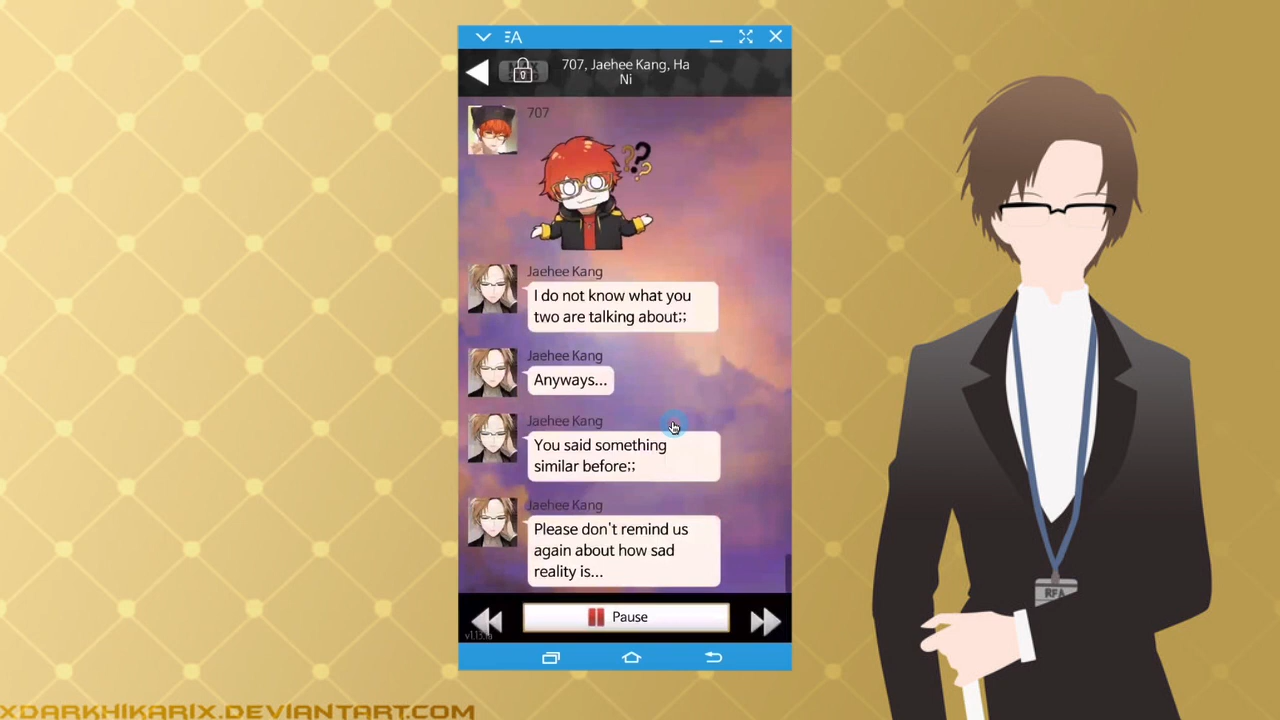 ΞA
707, Jaehee Kang, Ha
Ni
707
Jaehee Kang
I do not know what you
two are talking about;;
Jaehee Kang
Anyways...
Jaehee Kang
You said something
similar before;;
Jaehee Kang
Please don't remind us
again about how sad
reality is...
Pause
RFA
XDARKHIKARIX.DEVIANTART.COM